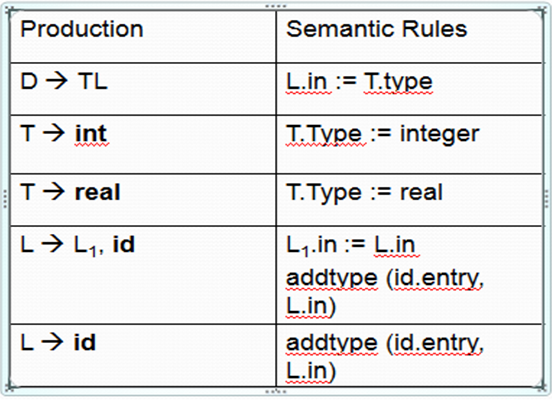 Production Semantic Rules
D → TL L.in := T.type
T → int T.Type := integer
T → real T.Type := real
L → L₁, id L₁.in := L.in
addtype (id.entry,
L.in)
L → id addtype (id.entry,
L.in)